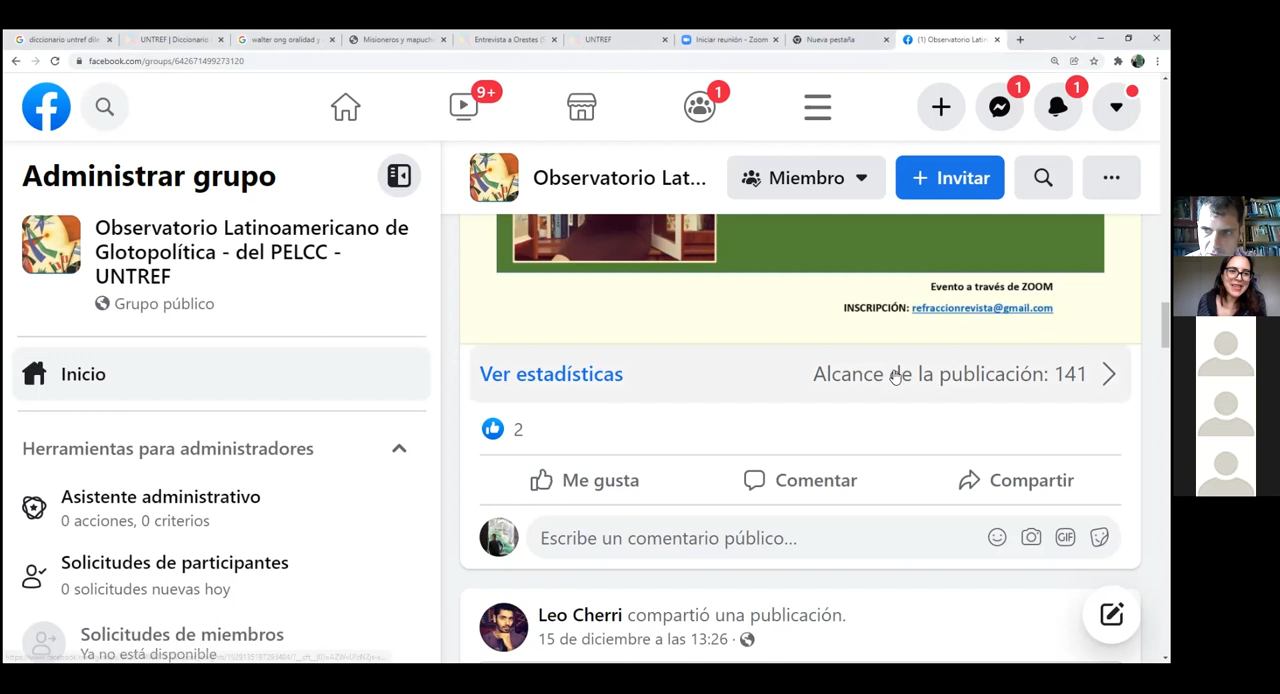 diccionario untref dile
UNTREF | Diccionario
walter ong oralidad y
Misioneros y mapuch
Entrevista a Orestes (
UNTREF
Iniciar reunión - Zoom
Nueva pestaña
(1) Observatorio Lati
facebook.com/groups/642671499273120
9+
1
1
1
Administrar grupo
Observatorio Lat...
Miembro
+ Invitar
Observatorio Latinoamericano de
Glotopolítica - del PELCC -
UNTREF
Grupo público
Inicio
Herramientas para administradores
Asistente administrativo
0 acciones, 0 criterios
Solicitudes de participantes
0 solicitudes nuevas hoy
Solicitudes de miembros
Ya no está disponible
Evento a través de ZOOM
INSCRIPCIÓN: refraccionrevista@gmail.com
Ver estadísticas
Alcance de la publicación: 141
2
Me gusta
Comentar
Compartir
Escribe un comentario público...
GIF
Leo Cherri compartió una publicación.
15 de diciembre a las 13:26 ·